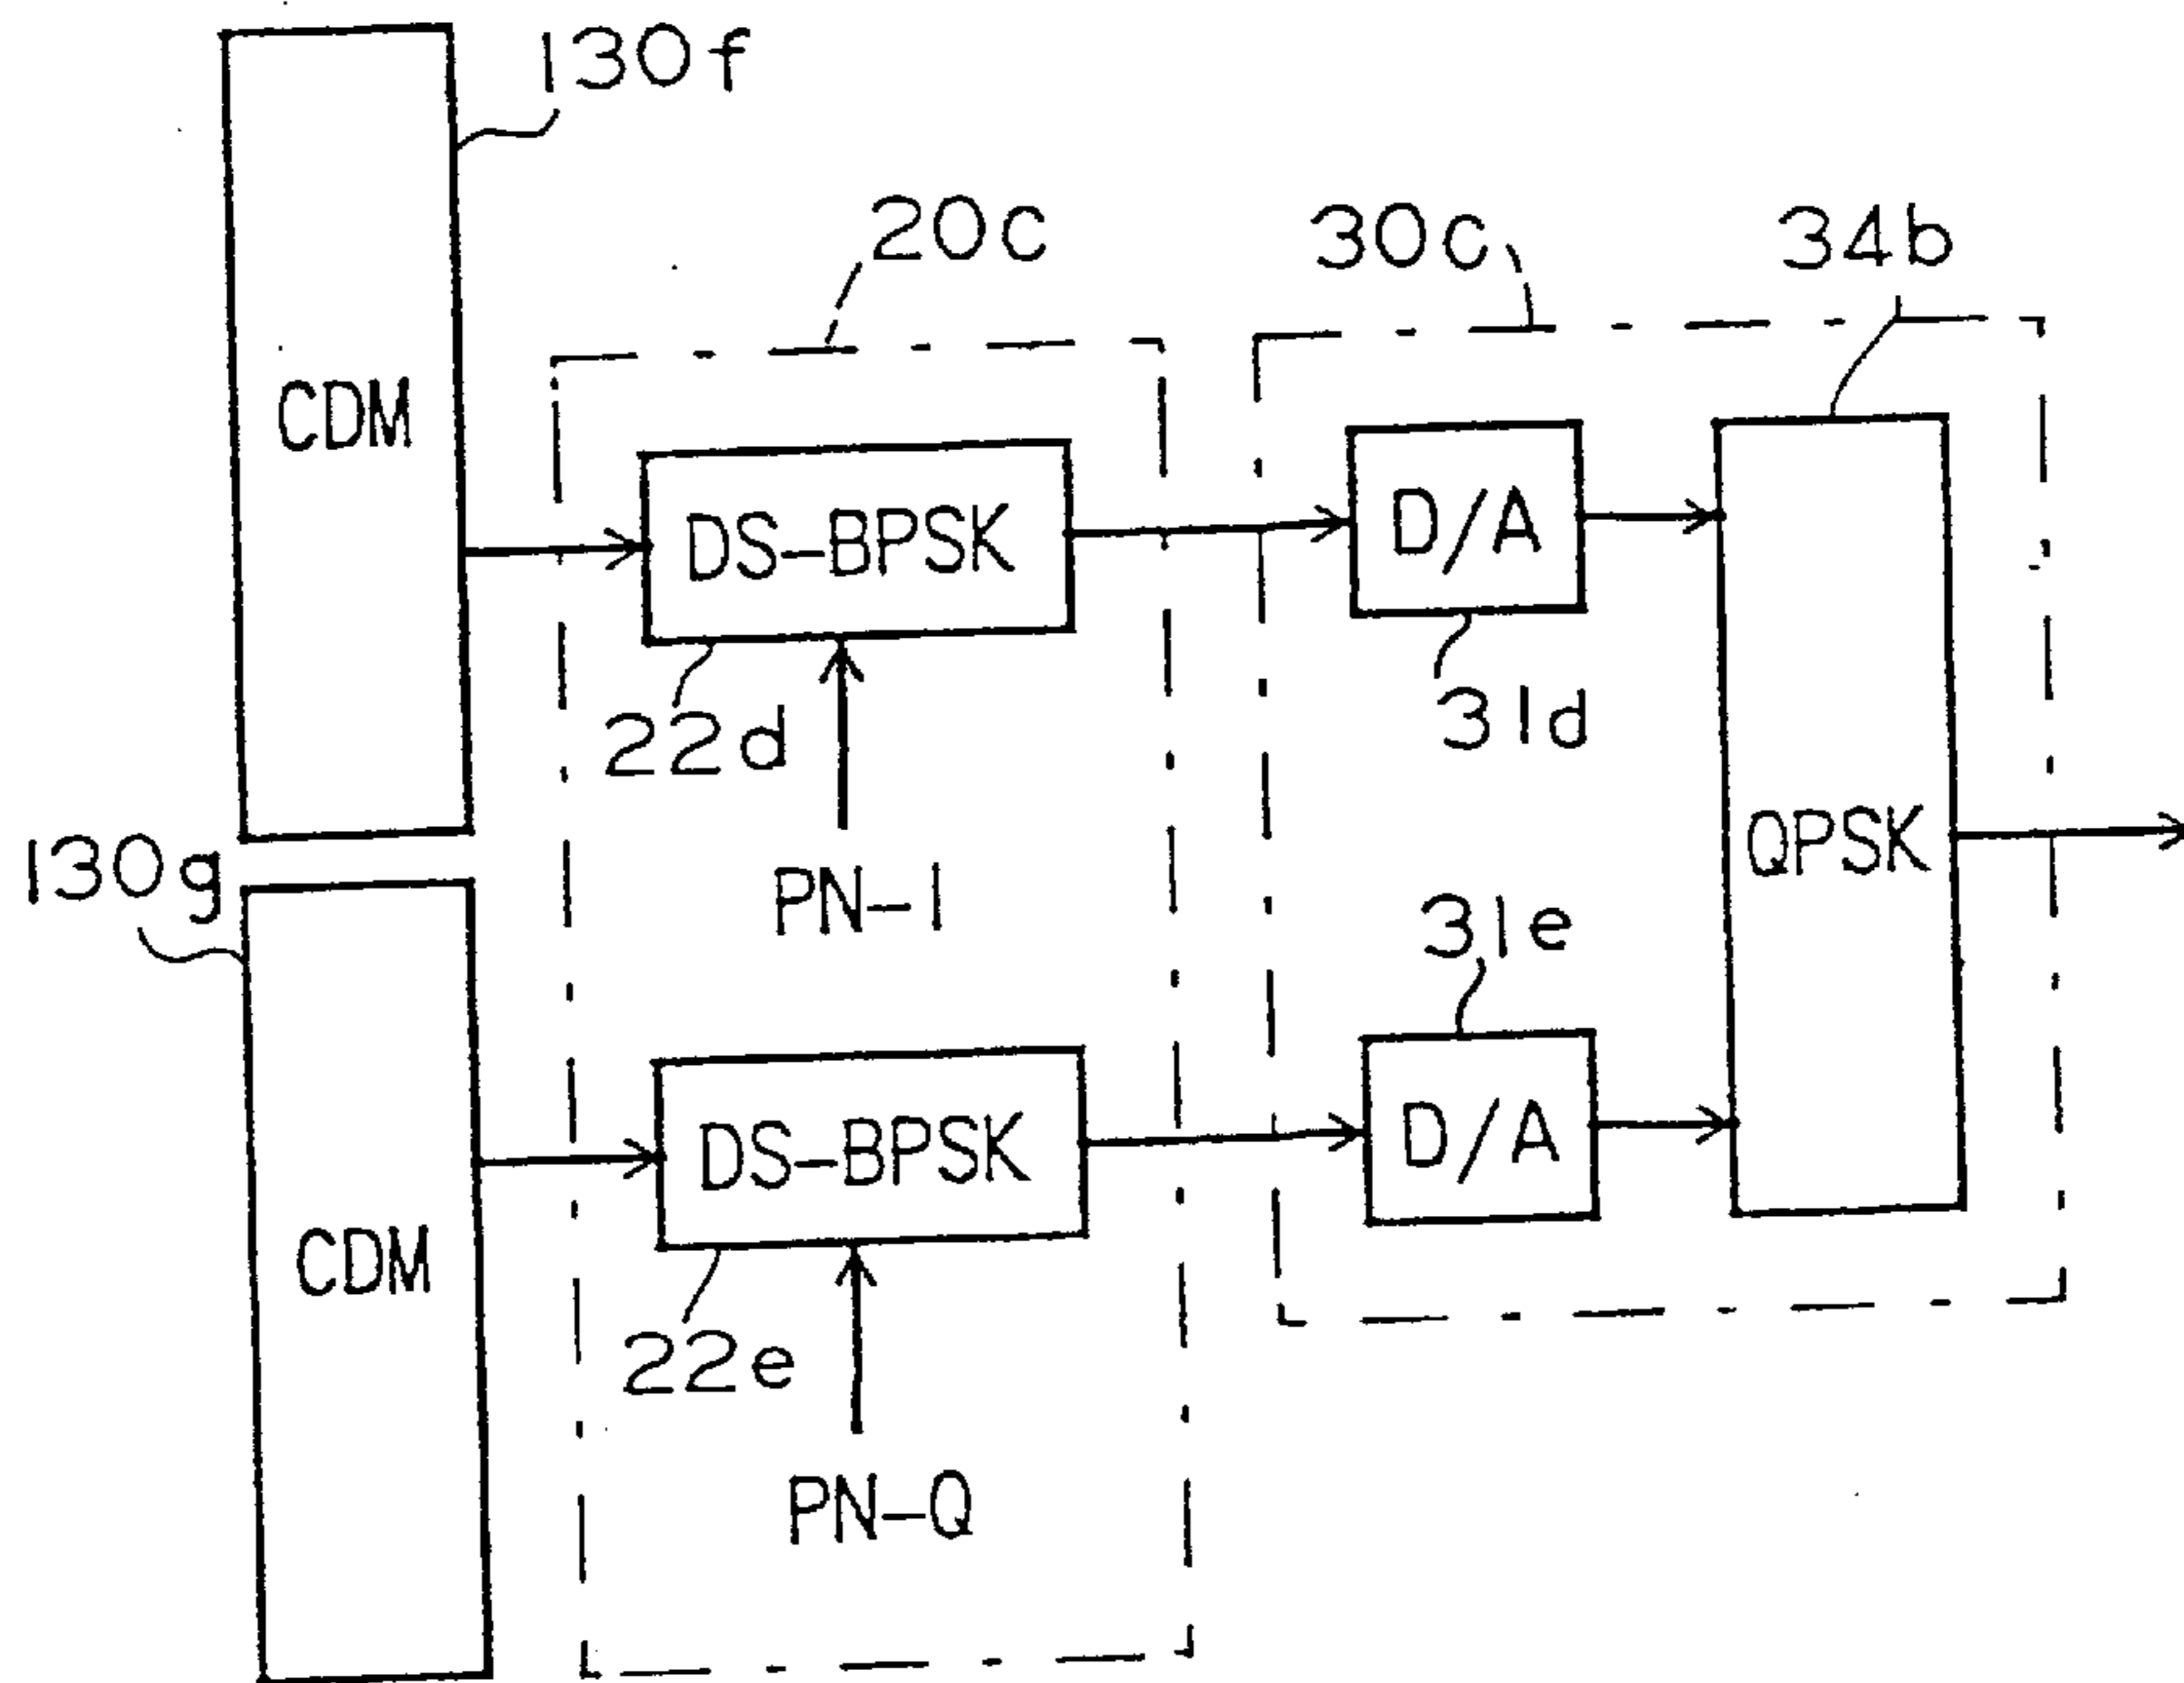 130f
20c
30c
34b
CDM
DS-BPSK
D/A
22d
31d
PN-I
QPSK
130g
31e
DS-BPSK
D/A
CDM
22e
PN-Q